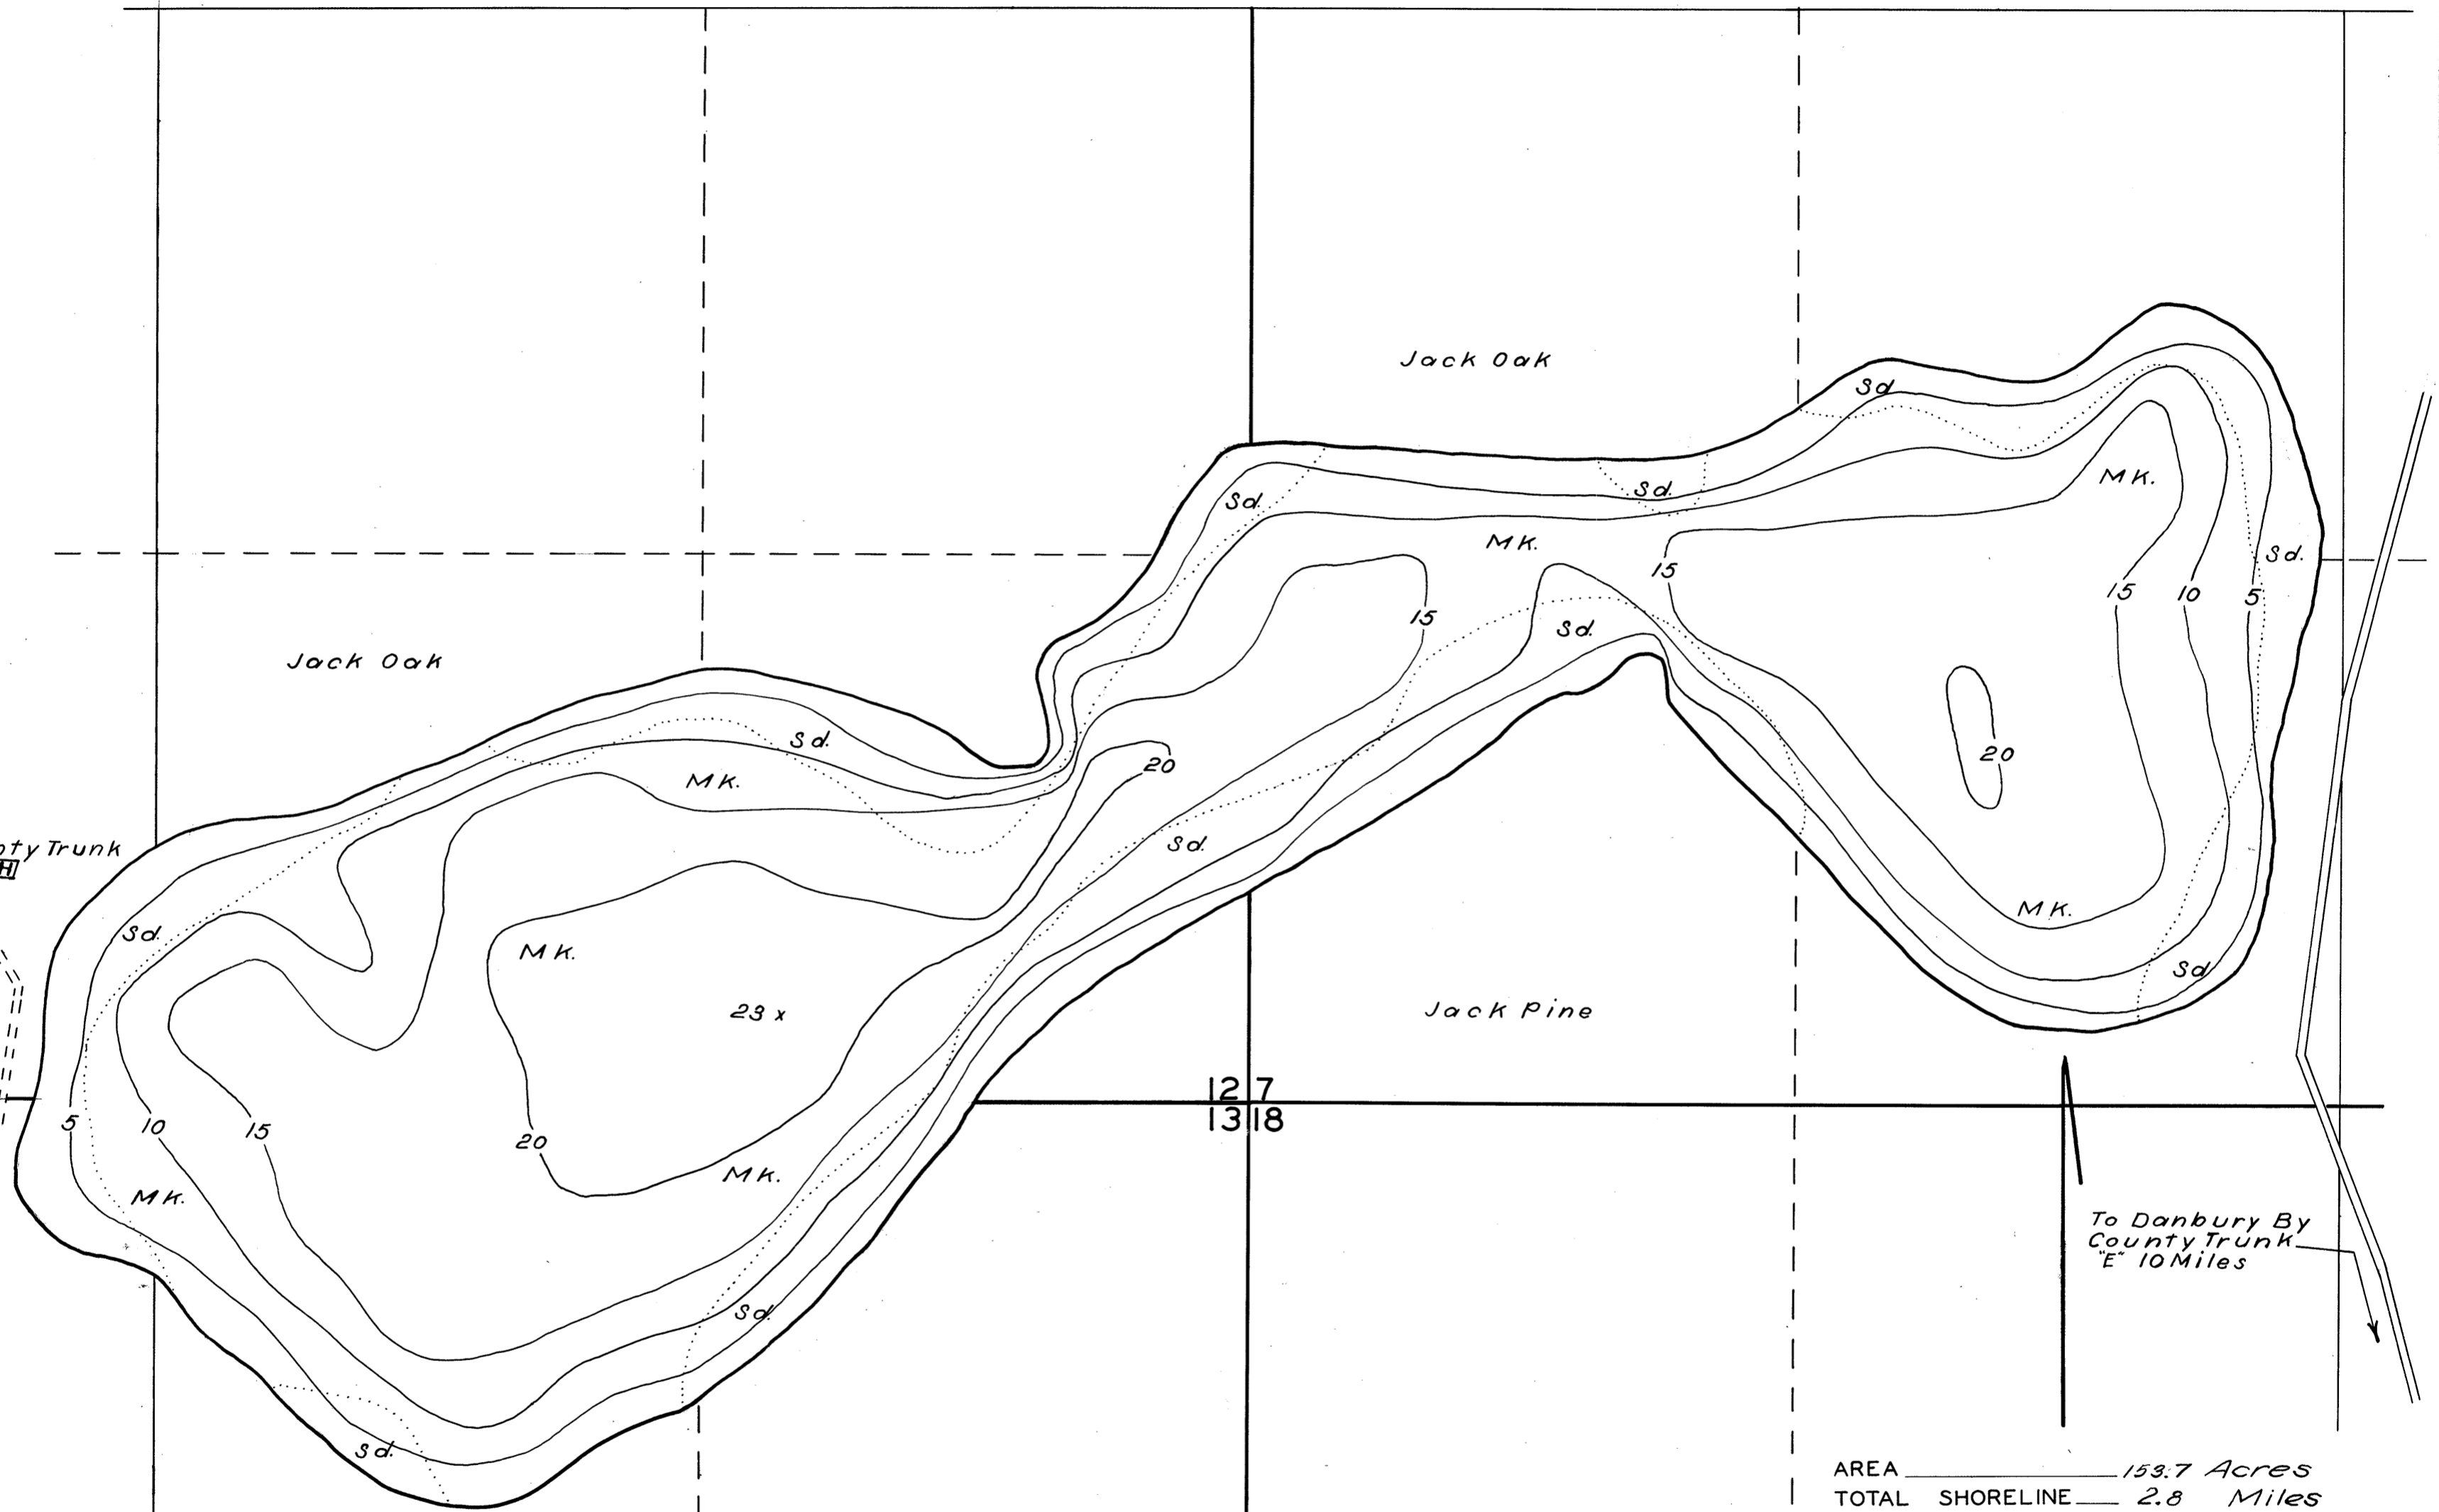 Jack Oak
Sd.
Sd.
MK.
Sd.
MK.
Sd.
15
15
10
5
15
Sd.
Jack Oak
Sd.
MK.
20
20
Sd.
Trunk
H
Sd.
MK.
MK.
Sd.
23 x
Jack Pine
12 7
13 18
5
10
15
20
MK.
MK.
To Danbury By
County Trunk
"E" 10 Miles
Sd.
Sd.
AREA 153.7 Acres
TOTAL SHORELINE 2.8 Miles